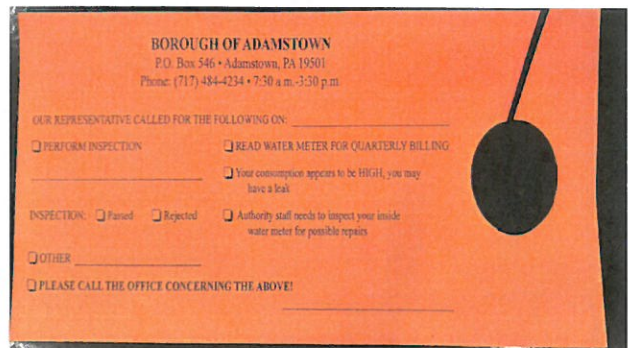 BOROUGH OF ADAMSTOWN
P.O. Box 546 • Adamstown, PA 19501
Phone: (717) 484-4234 • 7:30 a.m.-3:30 p.m.
OUR REPRESENTATIVE CALLED FOR THE FOLLOWING ON:
❑ PERFORM INSPECTION
❑ READ WATER METER FOR QUARTERLY BILLING
❑ Your consumption appears to be HIGH, you may
have a leak
INSPECTION: ❑ Passed ❑ Rejected
❑ Authority staff needs to inspect your inside
water meter for possible repairs
❑ OTHER
❑ PLEASE CALL THE OFFICE CONCERNING THE ABOVE!